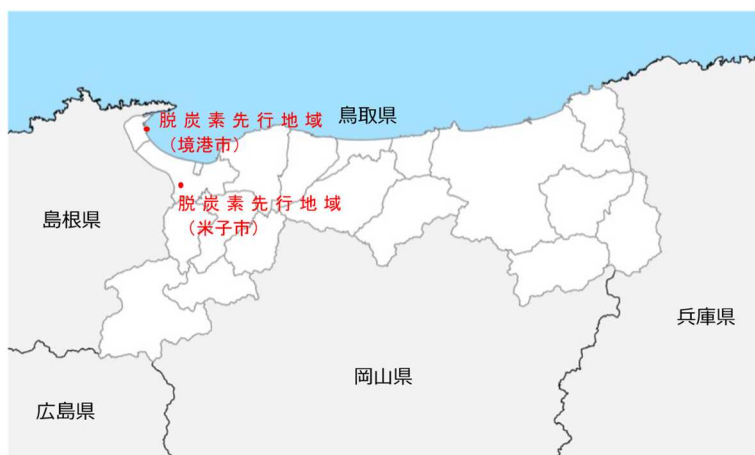 鳥取県
脱炭素先行地域
（境港市）
脱炭素先行地域
（米子市）
島根県
兵庫県
岡山県
広島県